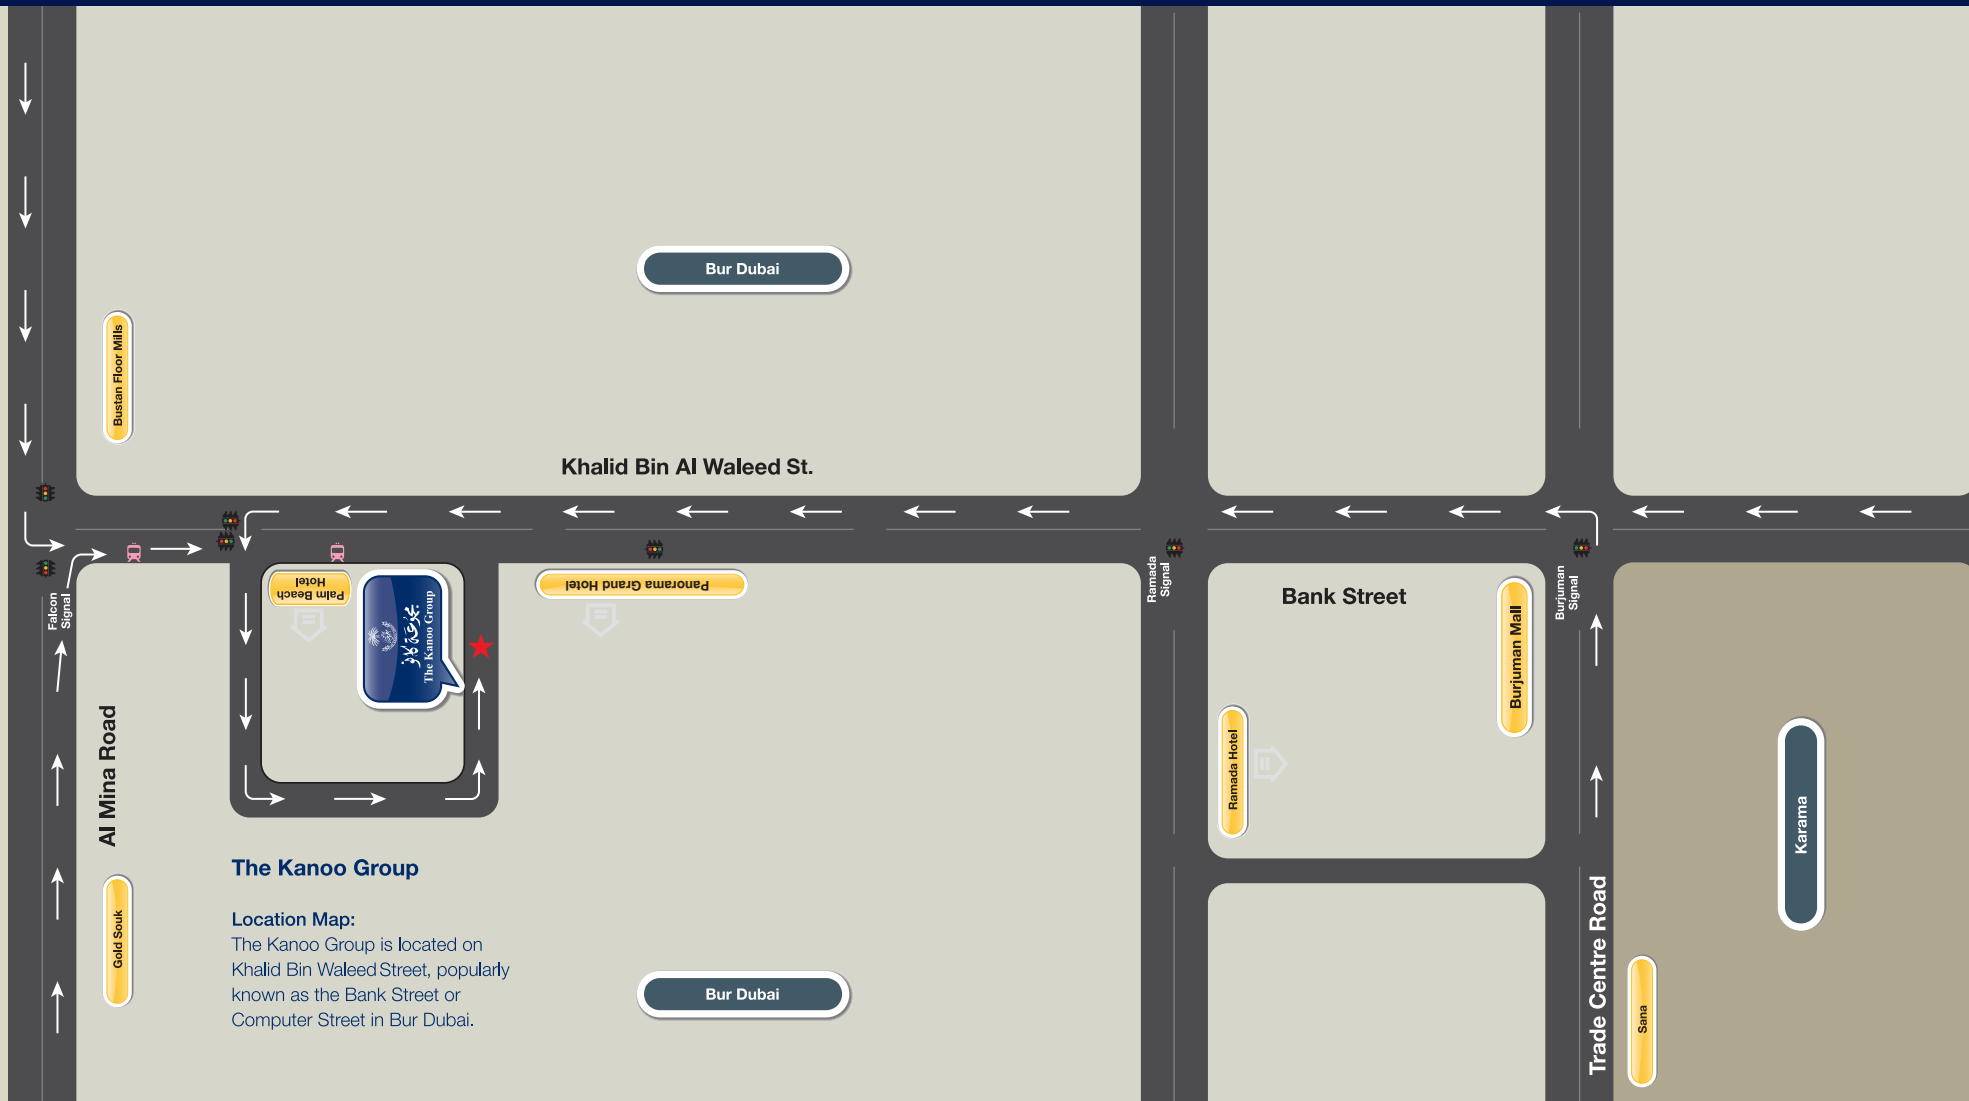 Bur Dubai
Bustan Floor Mills
Khalid Bin Al Waleed St.
Falcon
Signal
Palm Beach
Hotel
مجموعة كانو
The Kanoo Group
Panorama Grand Hotel
Ramada
Signal
Bank Street
Burjuman Mall
Burjuman
Signal
Ramada Hotel
Al Mina Road
Karama
The Kanoo Group
Gold Souk
Location Map:
The Kanoo Group is located on
Khalid Bin Waleed Street, popularly
known as the Bank Street or
Computer Street in Bur Dubai.
Bur Dubai
Trade Centre Road
Sana